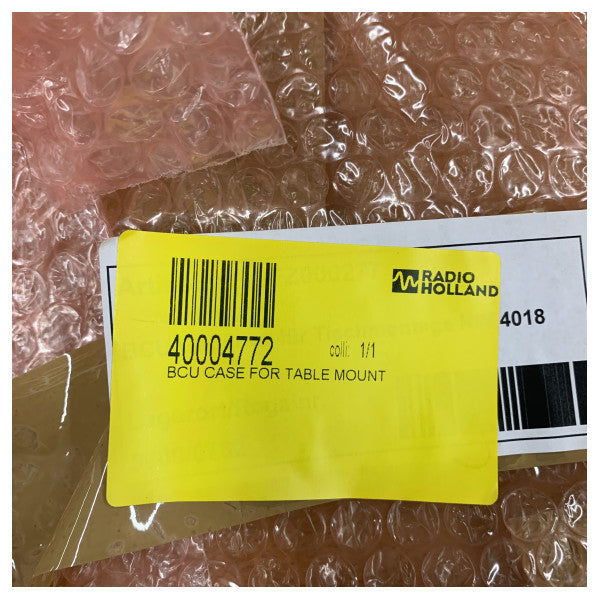 RADIO
HOLLAND
4018
40004772 colli: 1/1
BCU CASE FOR TABLE MOUNT